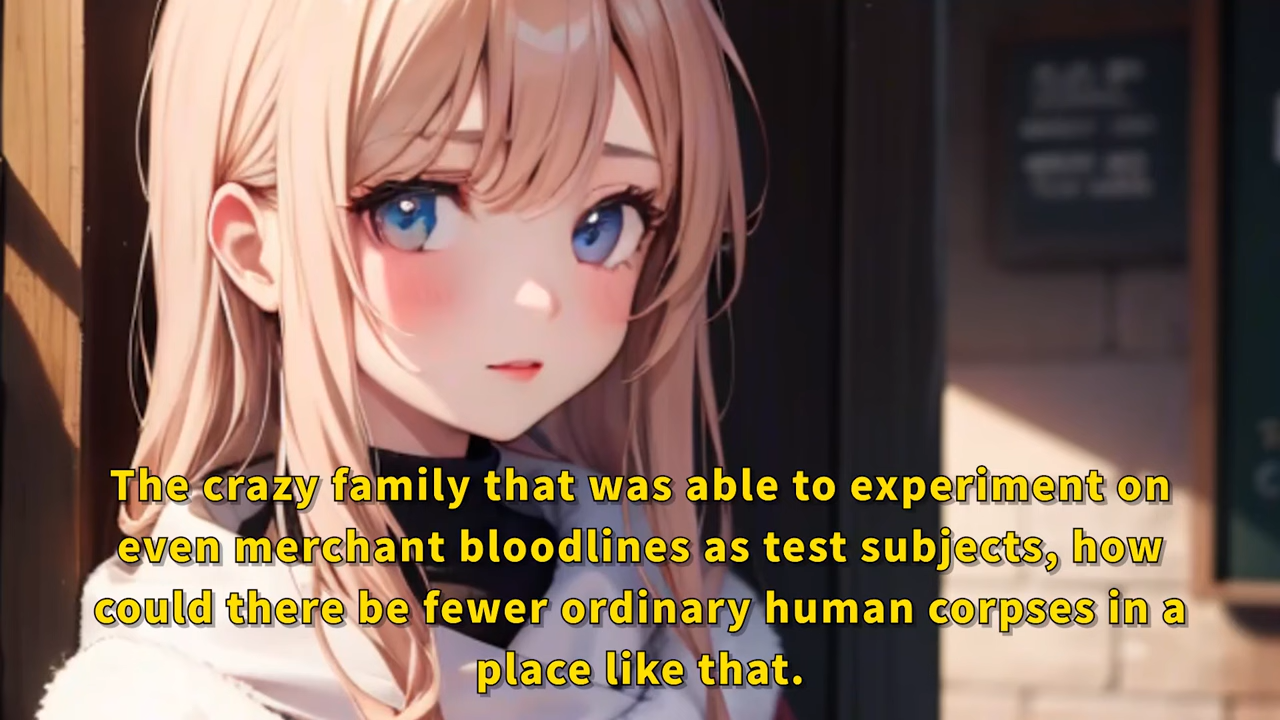 The crazy family that was able to experiment on
even merchant bloodlines as test subjects, how
could there be fewer ordinary human corpses in a
place like that.